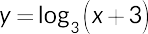 y = log₃(x + 3)